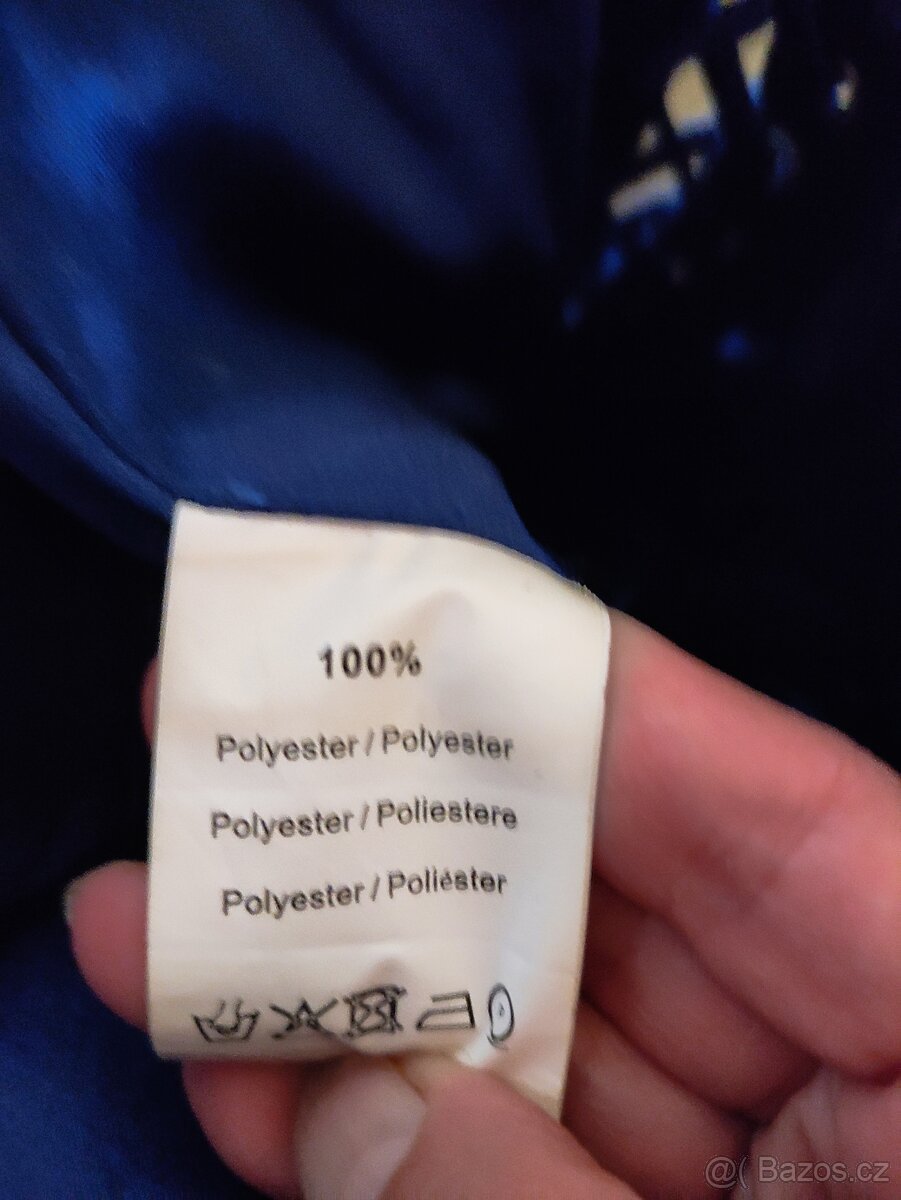 100%
Polyester / Polyester
Polyester / Poliestere
Polyester / Poliéster
@( Bazos.cz